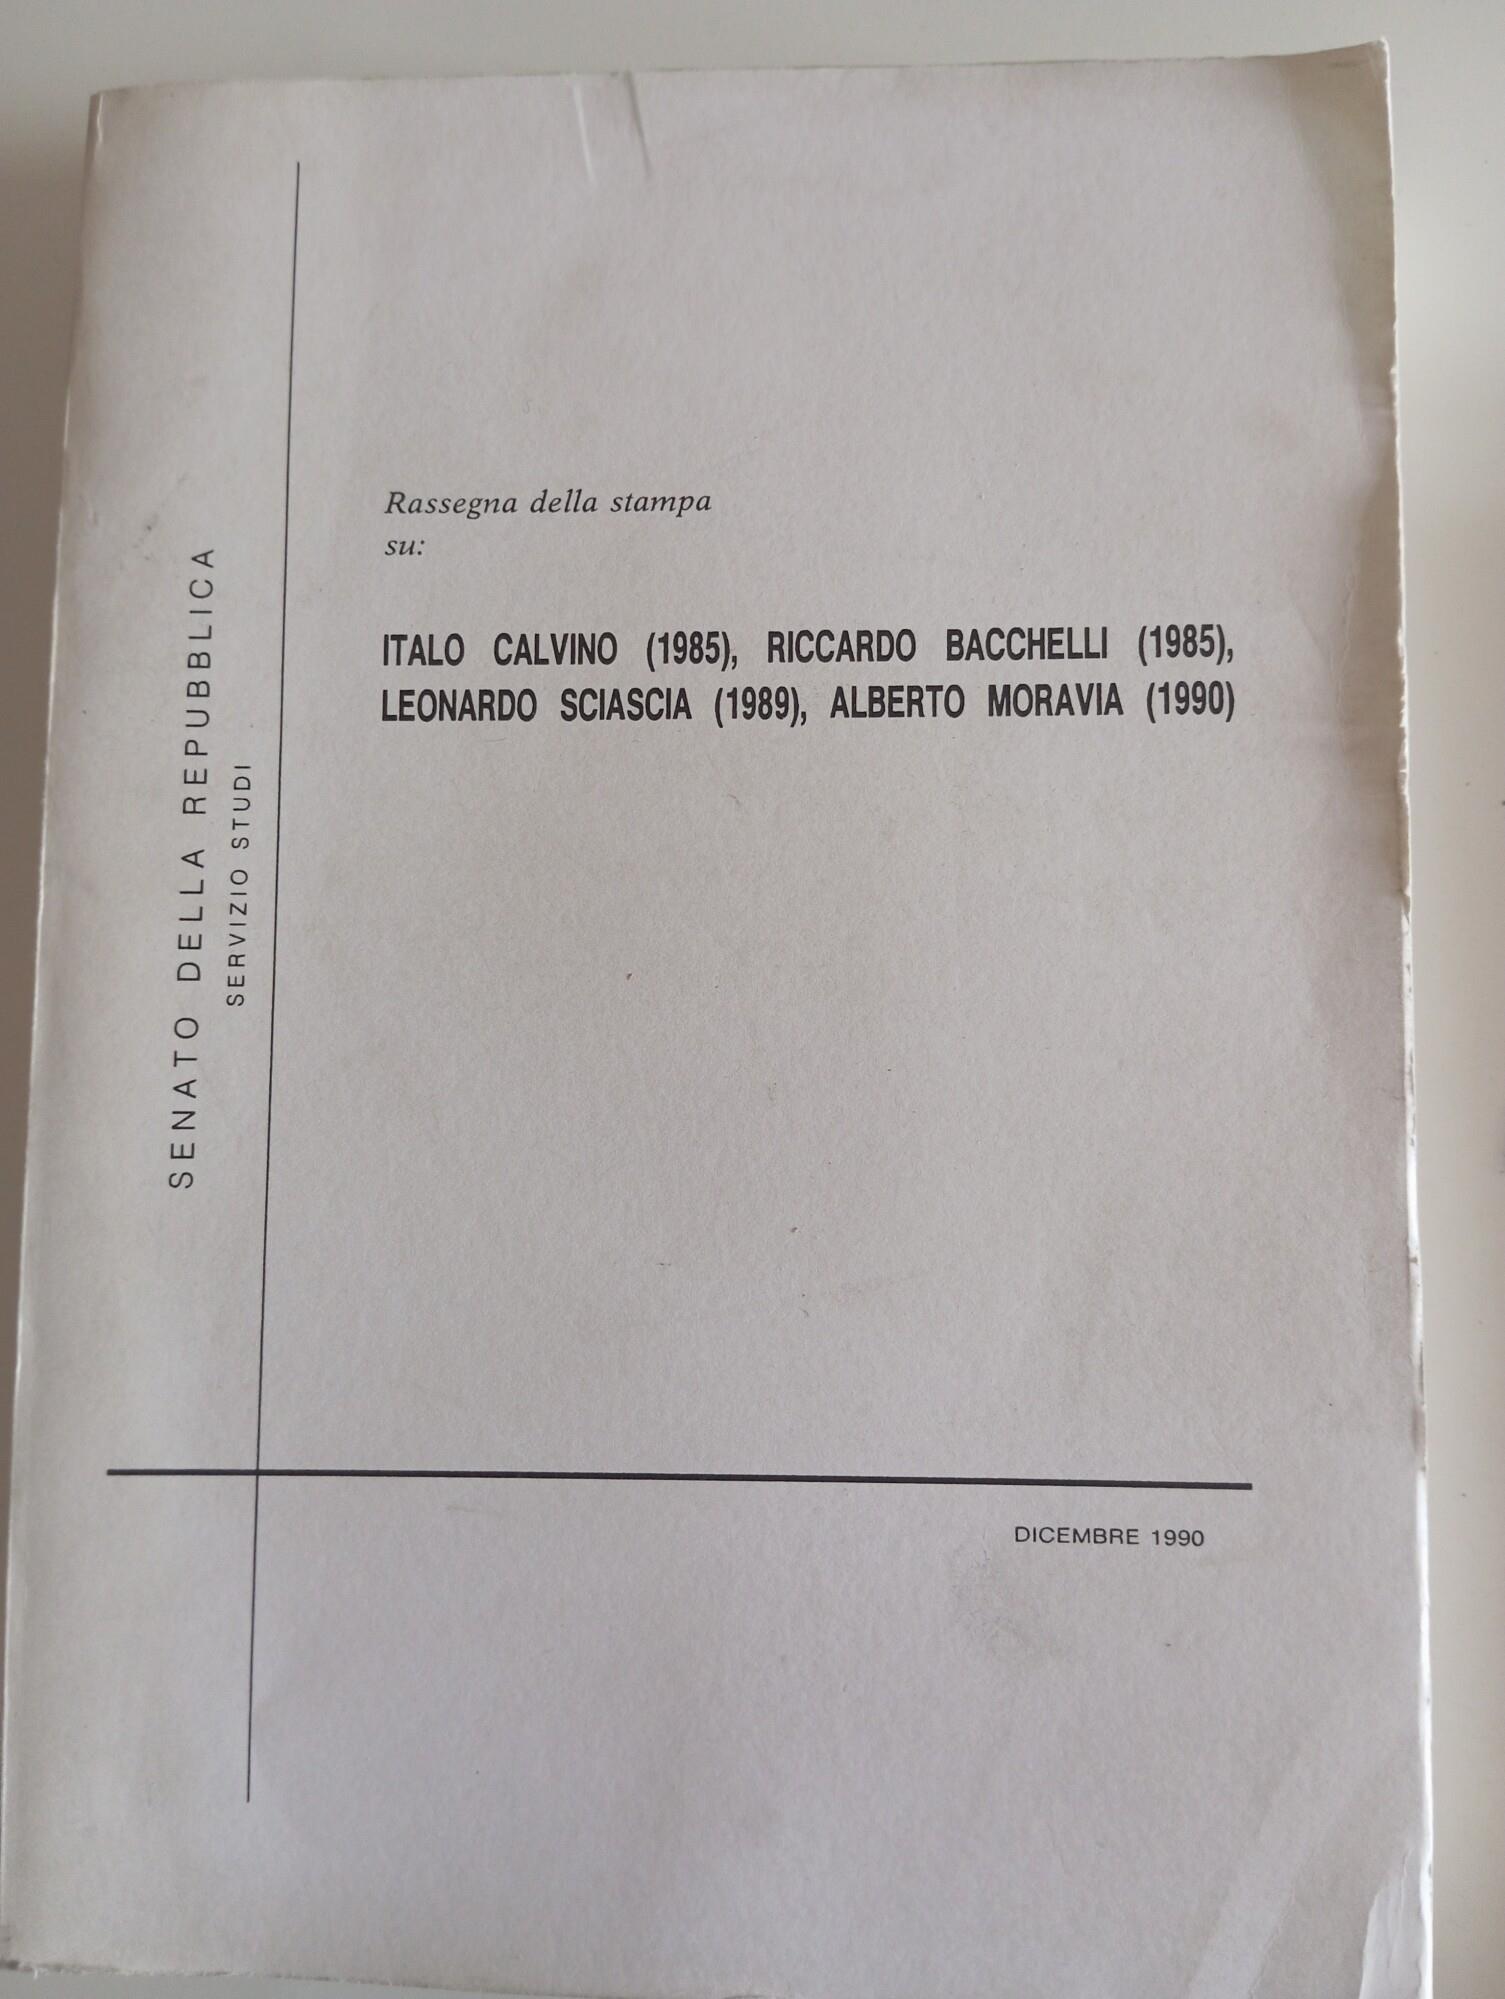 SENATO DELLA REPUBBLICA
SERVIZIO STUDI
Rassegna della stampa
su:
ITALO CALVINO (1985), RICCARDO BACCHELLI (1985),
LEONARDO SCIASCIA (1989), ALBERTO MORAVIA (1990)
DICEMBRE 1990